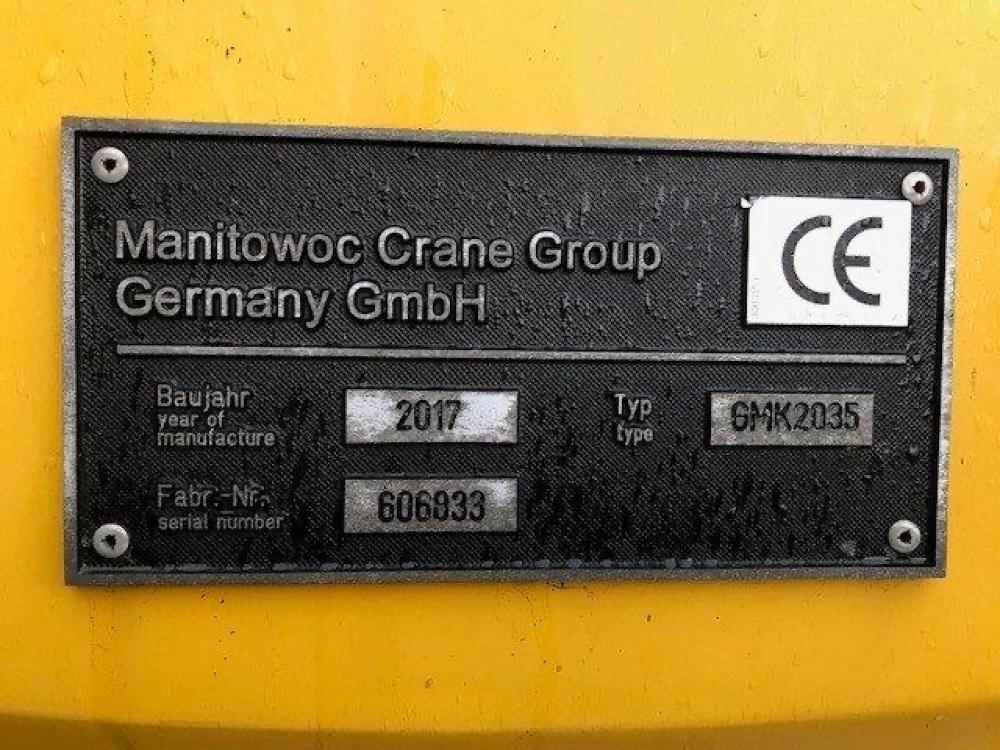 Manitowoc Crane Group
Germany GmbH
CE
Baujahr
year of
manufacture
2017
Typ
type
GMK2035
Fabr.-Nr.
serial number
606933